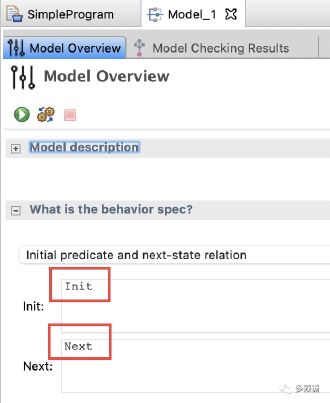 SimpleProgram Model_1
Model Overview Model Checking Results
Model Overview
Model description
What is the behavior spec?
Initial predicate and next-state relation
Init
Init:
Next
Next:
多颗糖